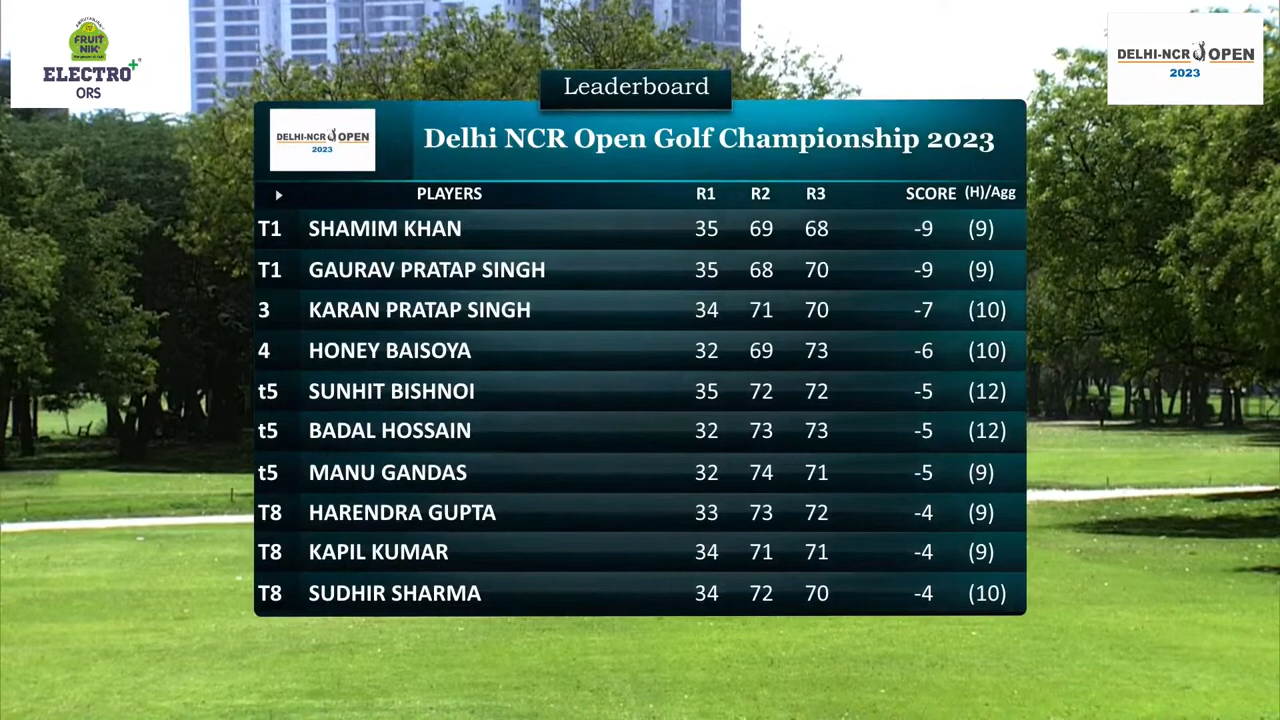 FRUIT
NIK
ELECTRO+
ORS
DELHI-NCR OPEN
2023
Leaderboard
DELHI-NCR OPEN
2023
Delhi NCR Open Golf Championship 2023
PLAYERS R1 R2 R3 SCORE (H)/Agg
T1 SHAMIM KHAN 35 69 68 -9 (9)
T1 GAURAV PRATAP SINGH 35 68 70 -9 (9)
3 KARAN PRATAP SINGH 34 71 70 -7 (10)
4 HONEY BAISOYA 32 69 73 -6 (10)
t5 SUNHIT BISHNOI 35 72 72 -5 (12)
t5 BADAL HOSSAIN 32 73 73 -5 (12)
t5 MANU GANDAS 32 74 71 -5 (9)
T8 HARENDRA GUPTA 33 73 72 -4 (9)
T8 KAPIL KUMAR 34 71 71 -4 (9)
T8 SUDHIR SHARMA 34 72 70 -4 (10)